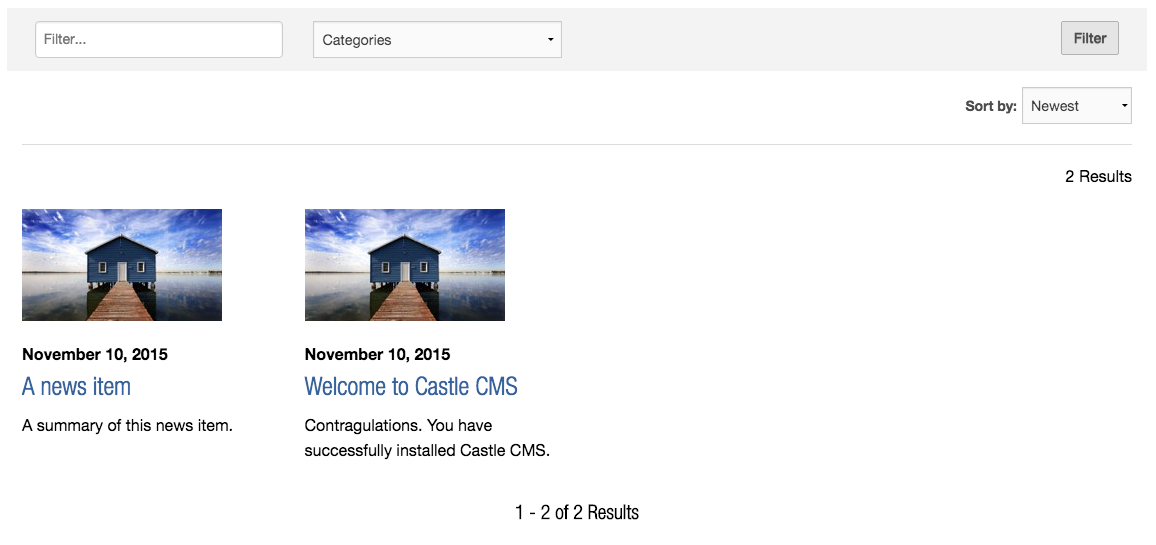 Filter...
Categories
Filter
Sort by:
Newest
2 Results
November 10, 2015
A news item
A summary of this news item.
November 10, 2015
Welcome to Castle CMS
Contragulations. You have
successfully installed Castle CMS.
1 - 2 of 2 Results